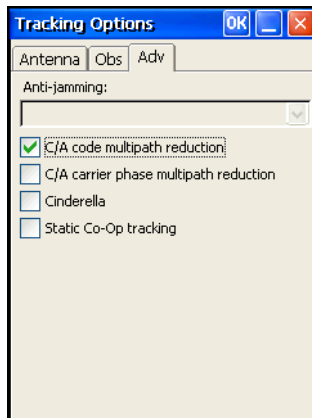 Tracking Options OK
Antenna Obs Adv
Anti-jamming:
C/A code multipath reduction
C/A carrier phase multipath reduction
Cinderella
Static Co-Op tracking